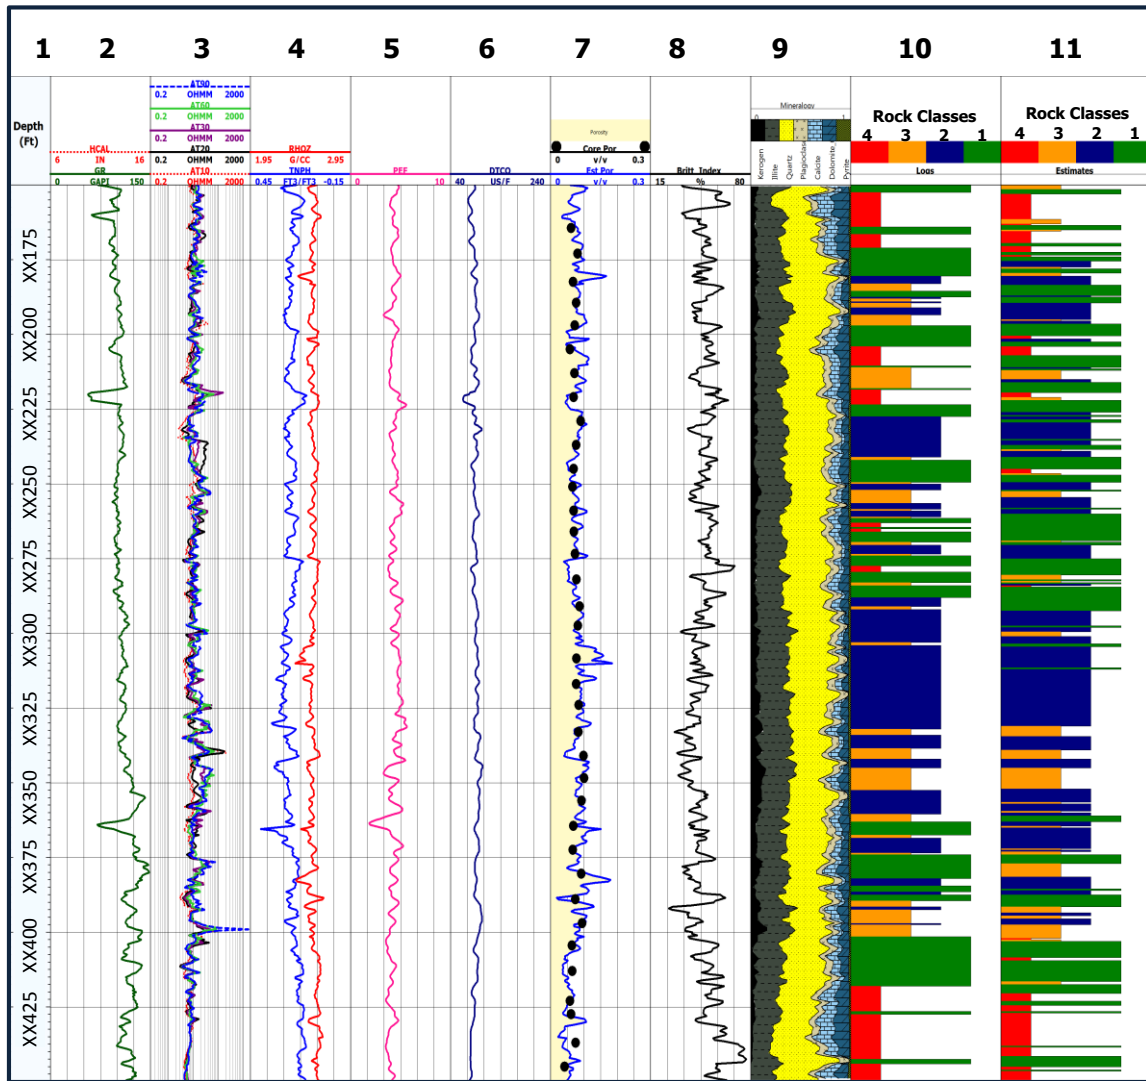 1 2 3 4 5 6 7 8 9 10 11
Depth
(Ft)
HCAL
6 IN 16
GR
0 GAPI 150
AT90
0.2 OHMM 2000
AT60
0.2 OHMM 2000
AT30
0.2 OHMM 2000
AT20
0.2 OHMM 2000
AT10
0.2 OHMM 2000
RHOZ
1.95 G/CC 2.95
TNPH
0.45 FT3/FT3 -0.15
PEF
0 10
DTCO
40 US/F 240
Porosity
Core Por
0 v/v 0.3
Est Por
0 v/v 0.3
Britt_Index
15 % 80
Mineralogy
0 1
Kerogen
Illite
Quartz
Plagioclase
Calcite
Dolomite
Pyrite
Rock Classes
4 3 2 1
Logs
Rock Classes
4 3 2 1
Estimates
XX175
XX200
XX225
XX250
XX275
XX300
XX325
XX350
XX375
XX400
XX425